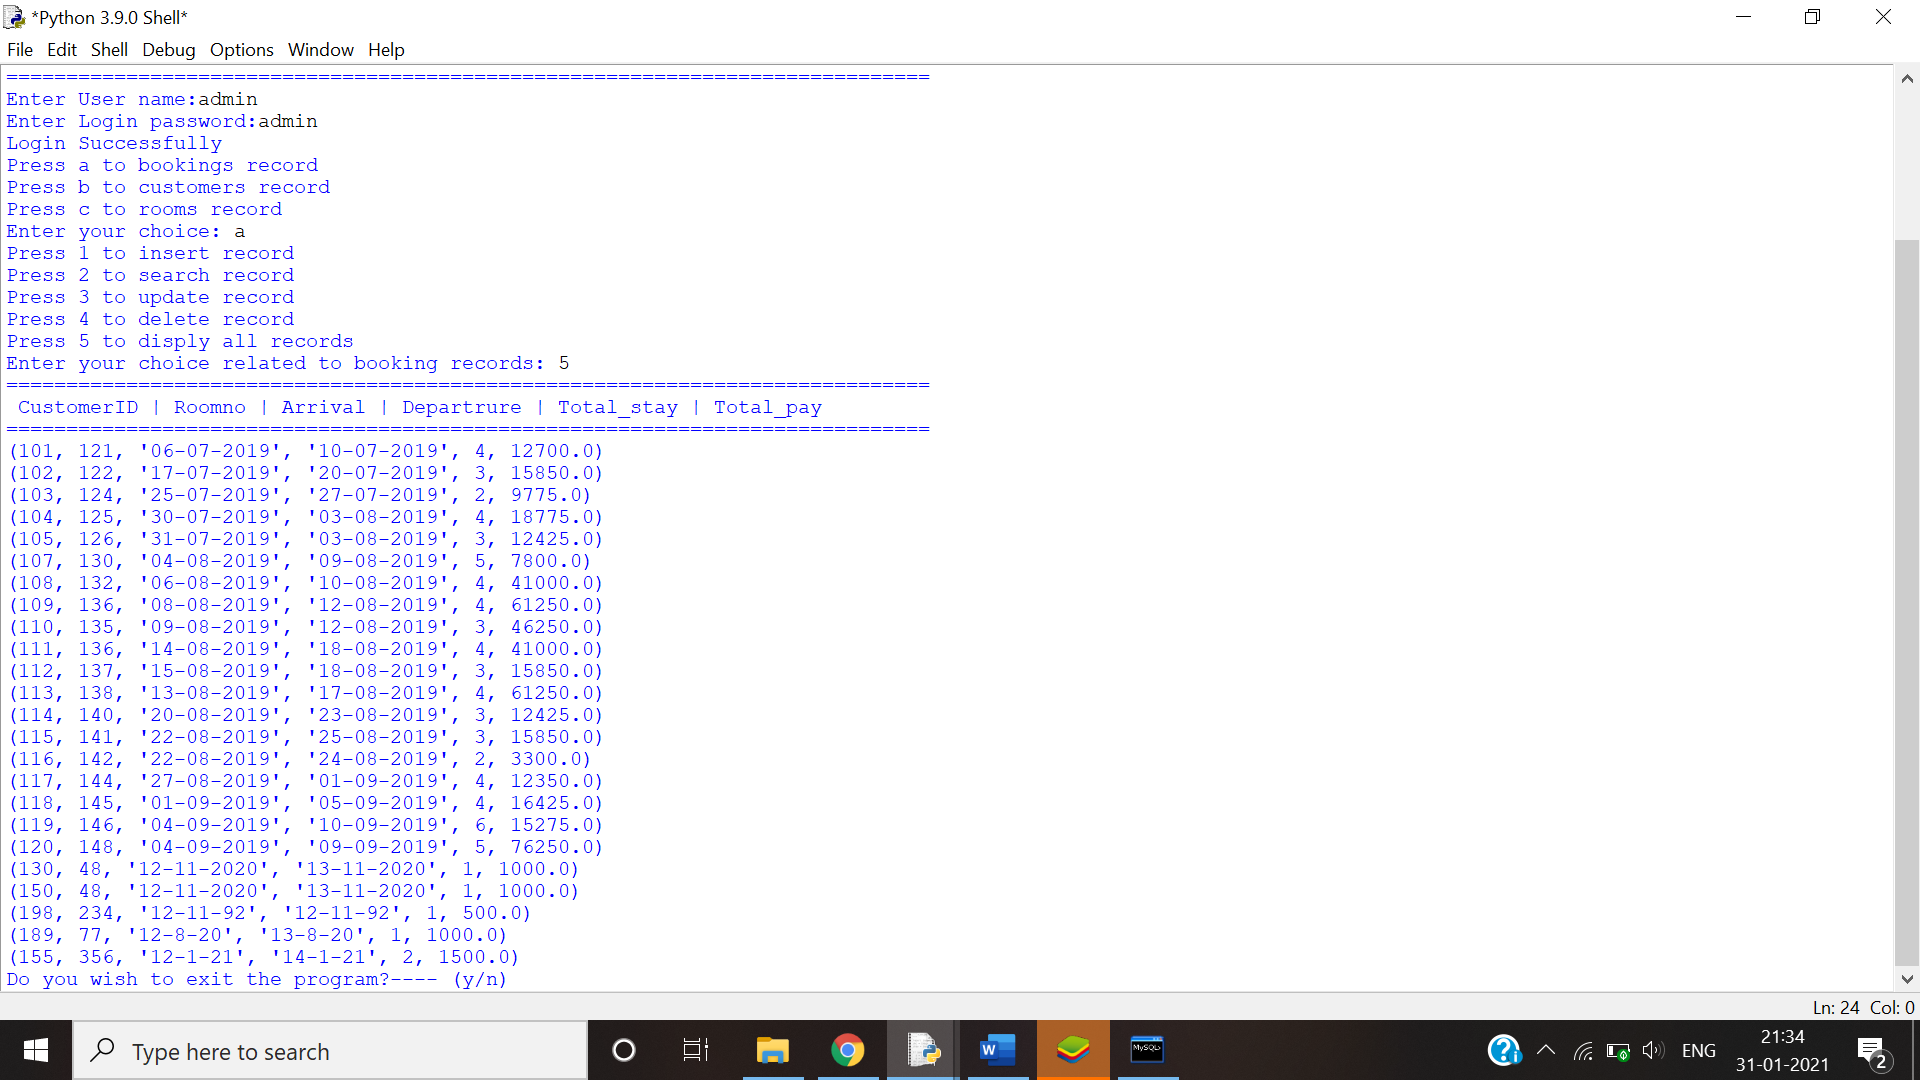 *Python 3.9.0 Shell*
File Edit Shell Debug Options Window Help
=============================================================================
Enter User name:admin
Enter Login password:admin
Login Successfully
Press a to bookings record
Press b to customers record
Press c to rooms record
Enter your choice: a
Press 1 to insert record
Press 2 to search record
Press 3 to update record
Press 4 to delete record
Press 5 to disply all records
Enter your choice related to booking records: 5
=============================================================================
CustomerID | Roomno | Arrival | Departrure | Total_stay | Total_pay
=============================================================================
(101, 121, '06-07-2019', '10-07-2019', 4, 12700.0)
(102, 122, '17-07-2019', '20-07-2019', 3, 15850.0)
(103, 124, '25-07-2019', '27-07-2019', 2, 9775.0)
(104, 125, '30-07-2019', '03-08-2019', 4, 18775.0)
(105, 126, '31-07-2019', '03-08-2019', 3, 12425.0)
(107, 130, '04-08-2019', '09-08-2019', 5, 7800.0)
(108, 132, '06-08-2019', '10-08-2019', 4, 41000.0)
(109, 136, '08-08-2019', '12-08-2019', 4, 61250.0)
(110, 135, '09-08-2019', '12-08-2019', 3, 46250.0)
(111, 136, '14-08-2019', '18-08-2019', 4, 41000.0)
(112, 137, '15-08-2019', '18-08-2019', 3, 15850.0)
(113, 138, '13-08-2019', '17-08-2019', 4, 61250.0)
(114, 140, '20-08-2019', '23-08-2019', 3, 12425.0)
(115, 141, '22-08-2019', '25-08-2019', 3, 15850.0)
(116, 142, '22-08-2019', '24-08-2019', 2, 3300.0)
(117, 144, '27-08-2019', '01-09-2019', 4, 12350.0)
(118, 145, '01-09-2019', '05-09-2019', 4, 16425.0)
(119, 146, '04-09-2019', '10-09-2019', 6, 15275.0)
(120, 148, '04-09-2019', '09-09-2019', 5, 76250.0)
(130, 48, '12-11-2020', '13-11-2020', 1, 1000.0)
(150, 48, '12-11-2020', '13-11-2020', 1, 1000.0)
(198, 234, '12-11-92', '12-11-92', 1, 500.0)
(189, 77, '12-8-20', '13-8-20', 1, 1000.0)
(155, 356, '12-1-21', '14-1-21', 2, 1500.0)
Do you wish to exit the program?---- (y/n)
Ln: 24 Col: 0
Type here to search
W
MySQL>
ENG
21:34
31-01-2021
2